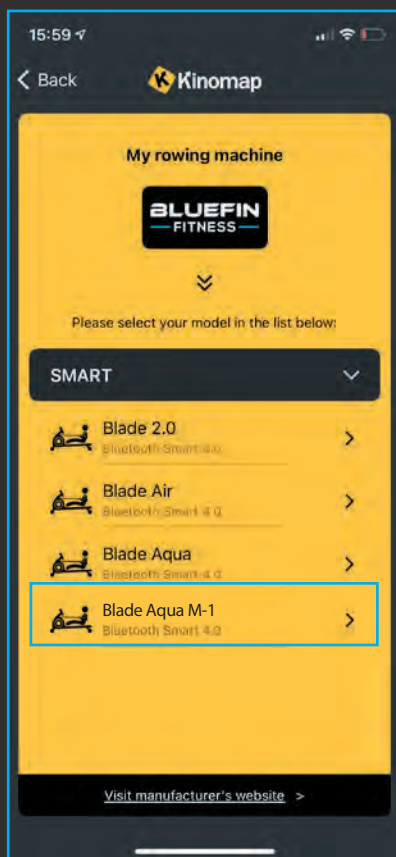 15:59
Back
Kinomap
My rowing machine
BLUEFIN
FITNESS
Please select your model in the list below:
SMART
Blade 2.0
Bluetooth Smart 4.0
Blade Air
Bluetooth Smart 4.0
Blade Aqua
Bluetooth Smart 4.0
Blade Aqua M-1
Bluetooth Smart 4.0
Visit manufacturer's website >